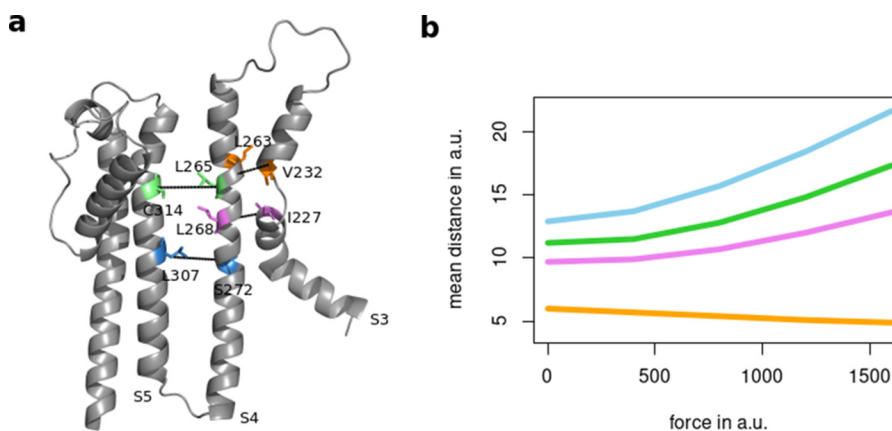 a
b
L263
L265
V232
C314
I227
L268
L307
S272
S3
S5
S4
mean distance in a.u.
20
15
10
5
0
500
1000
1500
force in a.u.